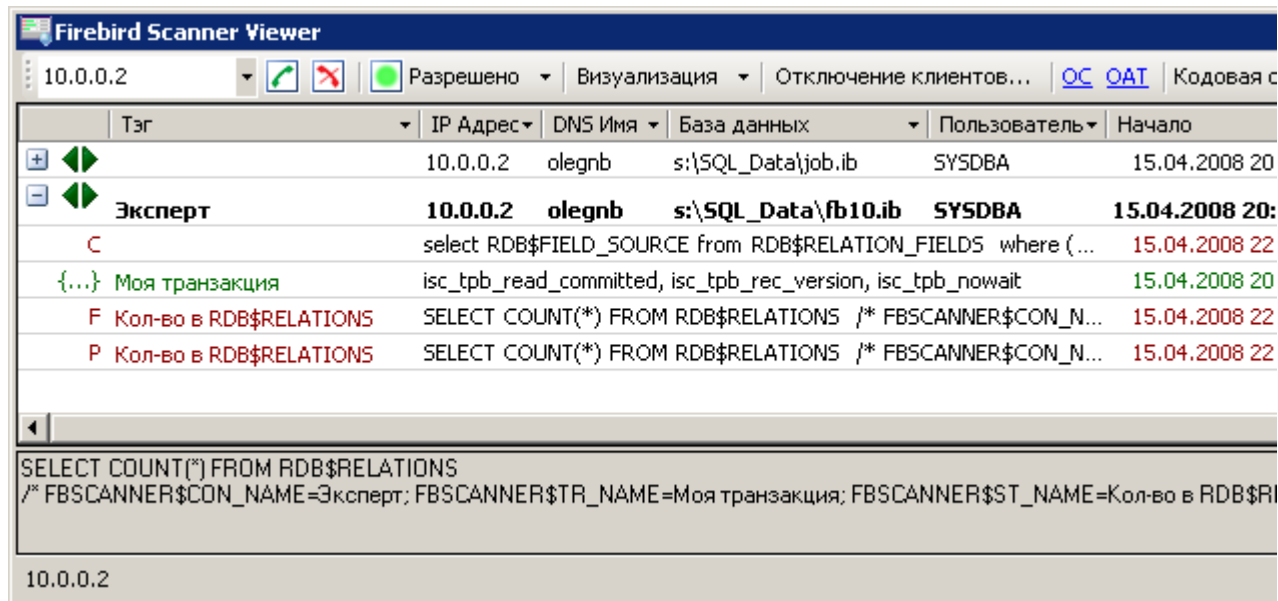 Firebird Scanner Viewer
10.0.0.2 Разрешено Визуализация Отключение клиентов... OC OAT Кодовая с
Тэг IP Адрес DNS Имя База данных Пользователь Начало
10.0.0.2 olegnb s:\SQL_Data\job.ib SYSDBA 15.04.2008 20
Эксперт 10.0.0.2 olegnb s:\SQL_Data\fb10.ib SYSDBA 15.04.2008 20:
C select RDB$FIELD_SOURCE from RDB$RELATION_FIELDS where (... 15.04.2008 22
{...} Моя транзакция isc_tpb_read_committed, isc_tpb_rec_version, isc_tpb_nowait 15.04.2008 20
F Кол-во в RDB$RELATIONS SELECT COUNT(*) FROM RDB$RELATIONS /* FBSCANNER$CON_N... 15.04.2008 22
P Кол-во в RDB$RELATIONS SELECT COUNT(*) FROM RDB$RELATIONS /* FBSCANNER$CON_N... 15.04.2008 22
SELECT COUNT(*) FROM RDB$RELATIONS
/* FBSCANNER$CON_NAME=Эксперт; FBSCANNER$TR_NAME=Моя транзакция; FBSCANNER$ST_NAME=Кол-во в RDB$RE
10.0.0.2